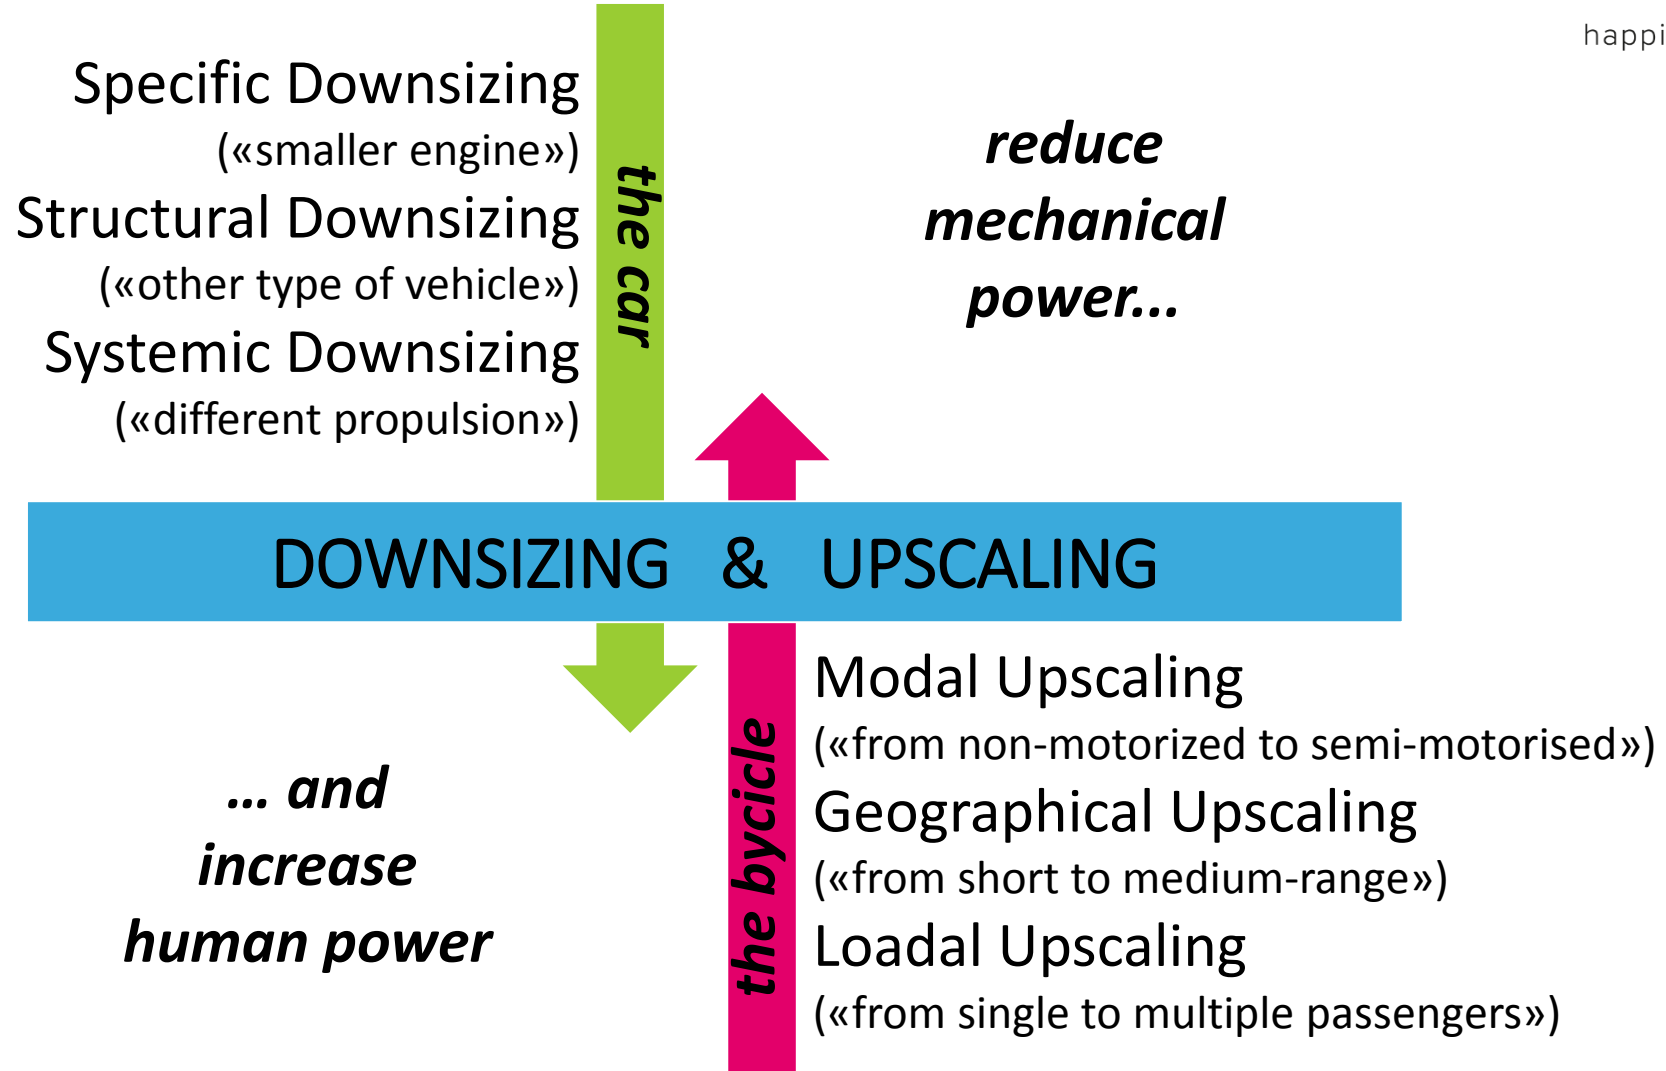 happi
Specific Downsizing
(«smaller engine»)
Structural Downsizing
(«other type of vehicle»)
Systemic Downsizing
(«different propulsion»)
the car
reduce
mechanical
power...
DOWNSIZING & UPSCALING
... and
increase
human power
the bycicle
Modal Upscaling
(«from non-motorized to semi-motorised»)
Geographical Upscaling
(«from short to medium-range»)
Loadal Upscaling
(«from single to multiple passengers»)